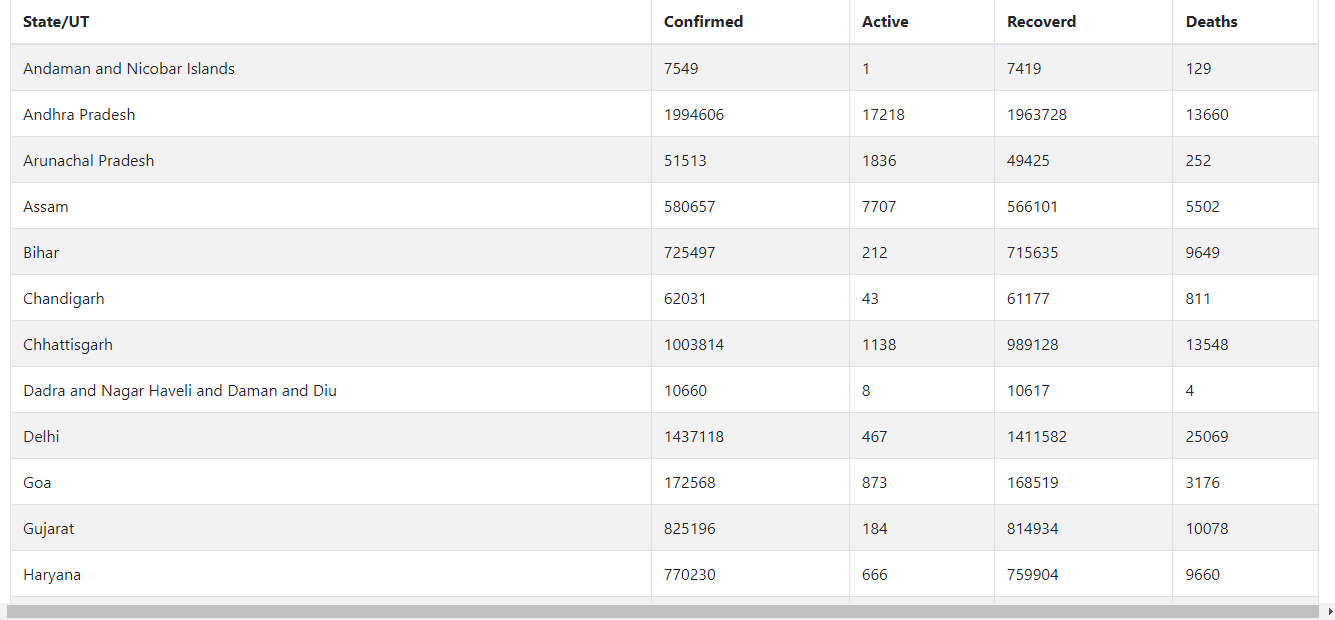 State/UT Confirmed Active Recoverd Deaths
Andaman and Nicobar Islands 7549 1 7419 129
Andhra Pradesh 1994606 17218 1963728 13660
Arunachal Pradesh 51513 1836 49425 252
Assam 580657 7707 566101 5502
Bihar 725497 212 715635 9649
Chandigarh 62031 43 61177 811
Chhattisgarh 1003814 1138 989128 13548
Dadra and Nagar Haveli and Daman and Diu 10660 8 10617 4
Delhi 1437118 467 1411582 25069
Goa 172568 873 168519 3176
Gujarat 825196 184 814934 10078
Haryana 770230 666 759904 9660